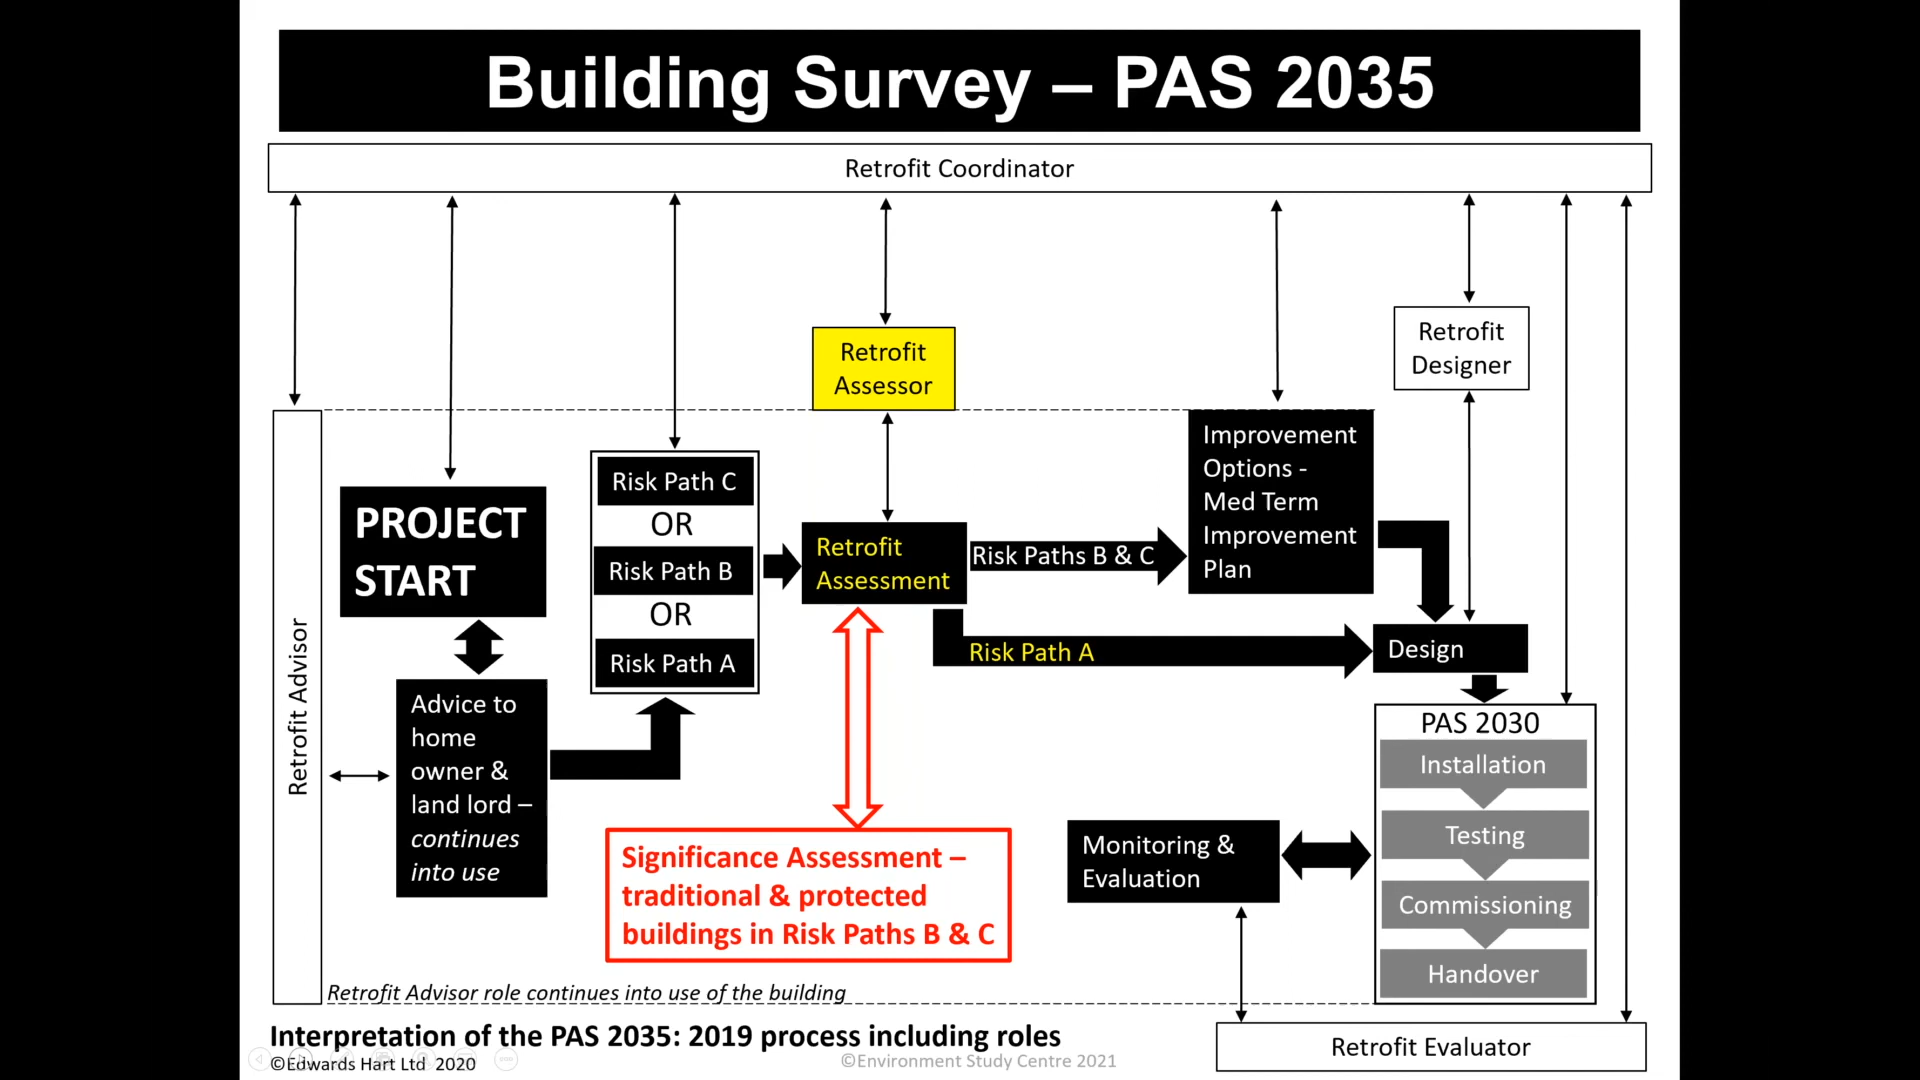 Building Survey – PAS 2035
Retrofit Coordinator
Retrofit
Assessor
Retrofit
Designer
Retrofit Advisor
PROJECT
START
Advice to
home
owner &
land lord –
continues
into use
Risk Path C
OR
Risk Path B
OR
Risk Path A
Retrofit
Assessment
Risk Paths B & C
Risk Path A
Improvement
Options -
Med Term
Improvement
Plan
Design
PAS 2030
Installation
Testing
Commissioning
Handover
Monitoring &
Evaluation
Significance Assessment –
traditional & protected
buildings in Risk Paths B & C
Retrofit Advisor role continues into use of the building
Retrofit Evaluator
Interpretation of the PAS 2035: 2019 process including roles
©Edwards Hart Ltd 2020
©Environment Study Centre 2021